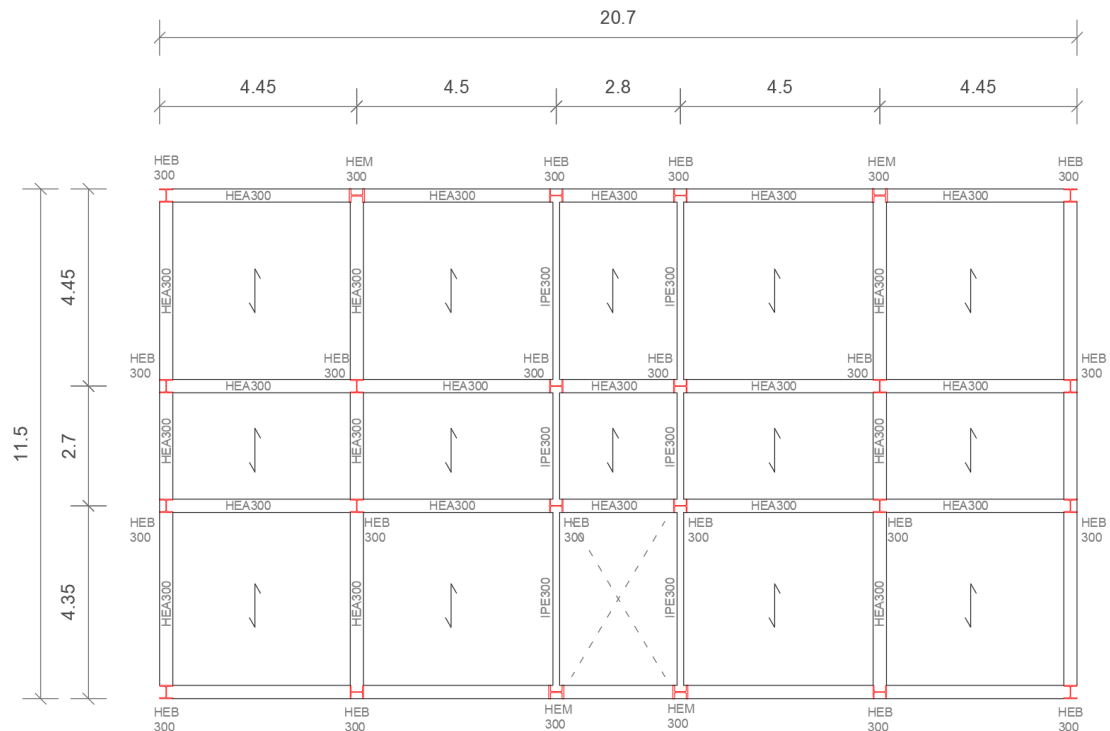 20.7
4.45 4.5 2.8 4.5 4.45
HEB HEM HEB HEB HEM HEB
300 300 300 300 300 300
HEA300 HEA300 HEA300 HEA300 HEA300
4.45
HEA300 HEA300 IPE300 IPE300 HEA300
HEB HEB HEB HEB HEB HEB
300 300 300 300 300 300
HEA300 HEA300 HEA300 HEA300 HEA300
11.5
2.7
HEA300 HEA300 IPE300 IPE300 HEA300
HEA300 HEA300 HEA300 HEA300 HEA300
HEB HEB HEB HEB HEB HEB
300 300 300 300 300 300
4.35
HEA300 HEA300 IPE300 IPE300 HEA300
HEB HEB HEM HEM HEB HEB
300 300 300 300 300 300